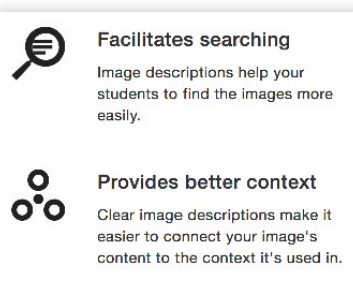 Facilitates searching
Image descriptions help your
students to find the images more
easily.
Provides better context
Clear image descriptions make it
easier to connect your image's
content to the context it's used in.